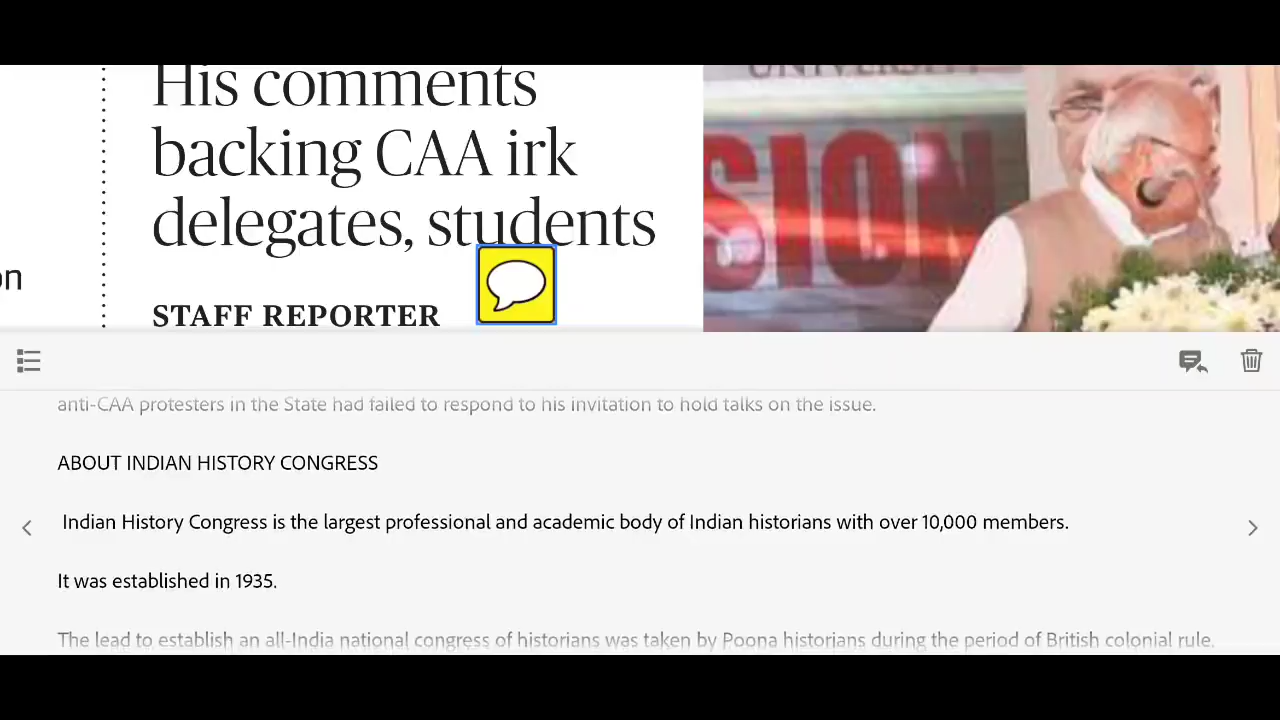 His comments
backing CAA irk
delegates, students
on
STAFF REPORTER
UNIVERSITY
SION
anti-CAA protesters in the State had failed to respond to his invitation to hold talks on the issue.
ABOUT INDIAN HISTORY CONGRESS
Indian History Congress is the largest professional and academic body of Indian historians with over 10,000 members.
It was established in 1935.
The lead to establish an all-India national congress of historians was taken by Poona historians during the period of British colonial rule.